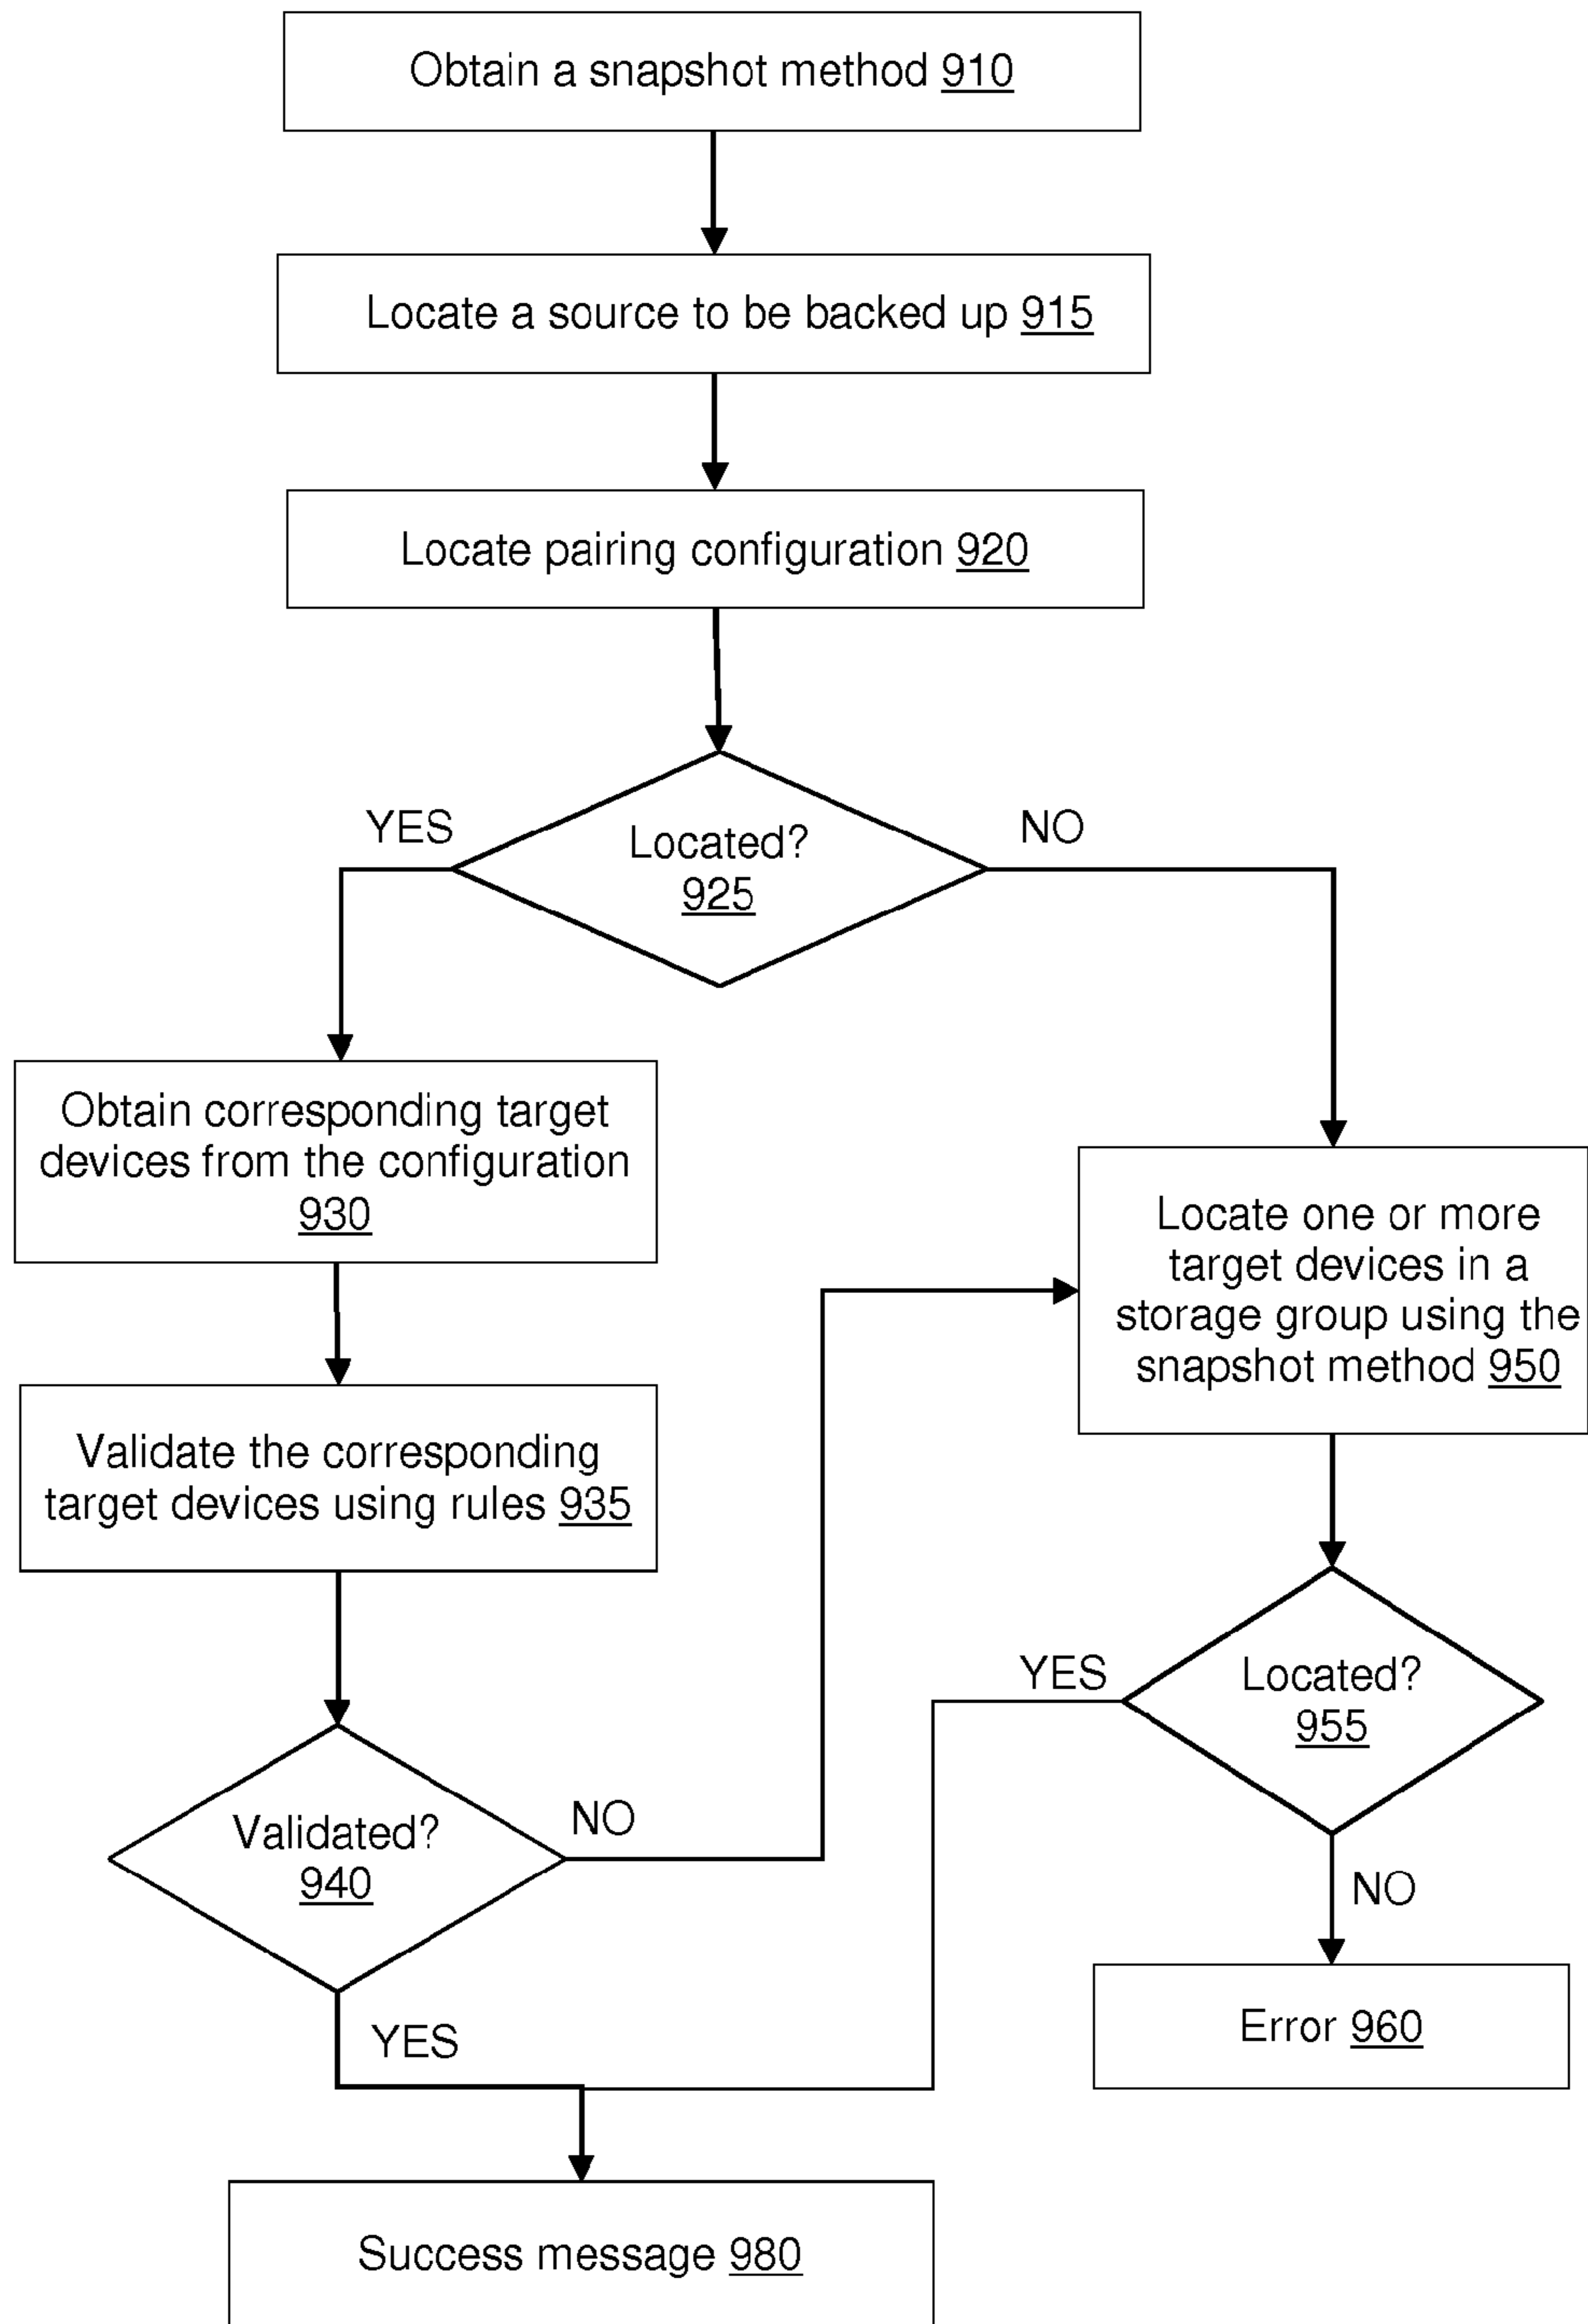 Obtain a snapshot method 910
Locate a source to be backed up 915
Locate pairing configuration 920
YES
NO
Located?
925
Obtain corresponding target
devices from the configuration
930
Locate one or more
target devices in a
storage group using the
snapshot method 950
Validate the corresponding
target devices using rules 935
YES
Located?
955
NO
Validated?
940
NO
YES
Error 960
Success message 980